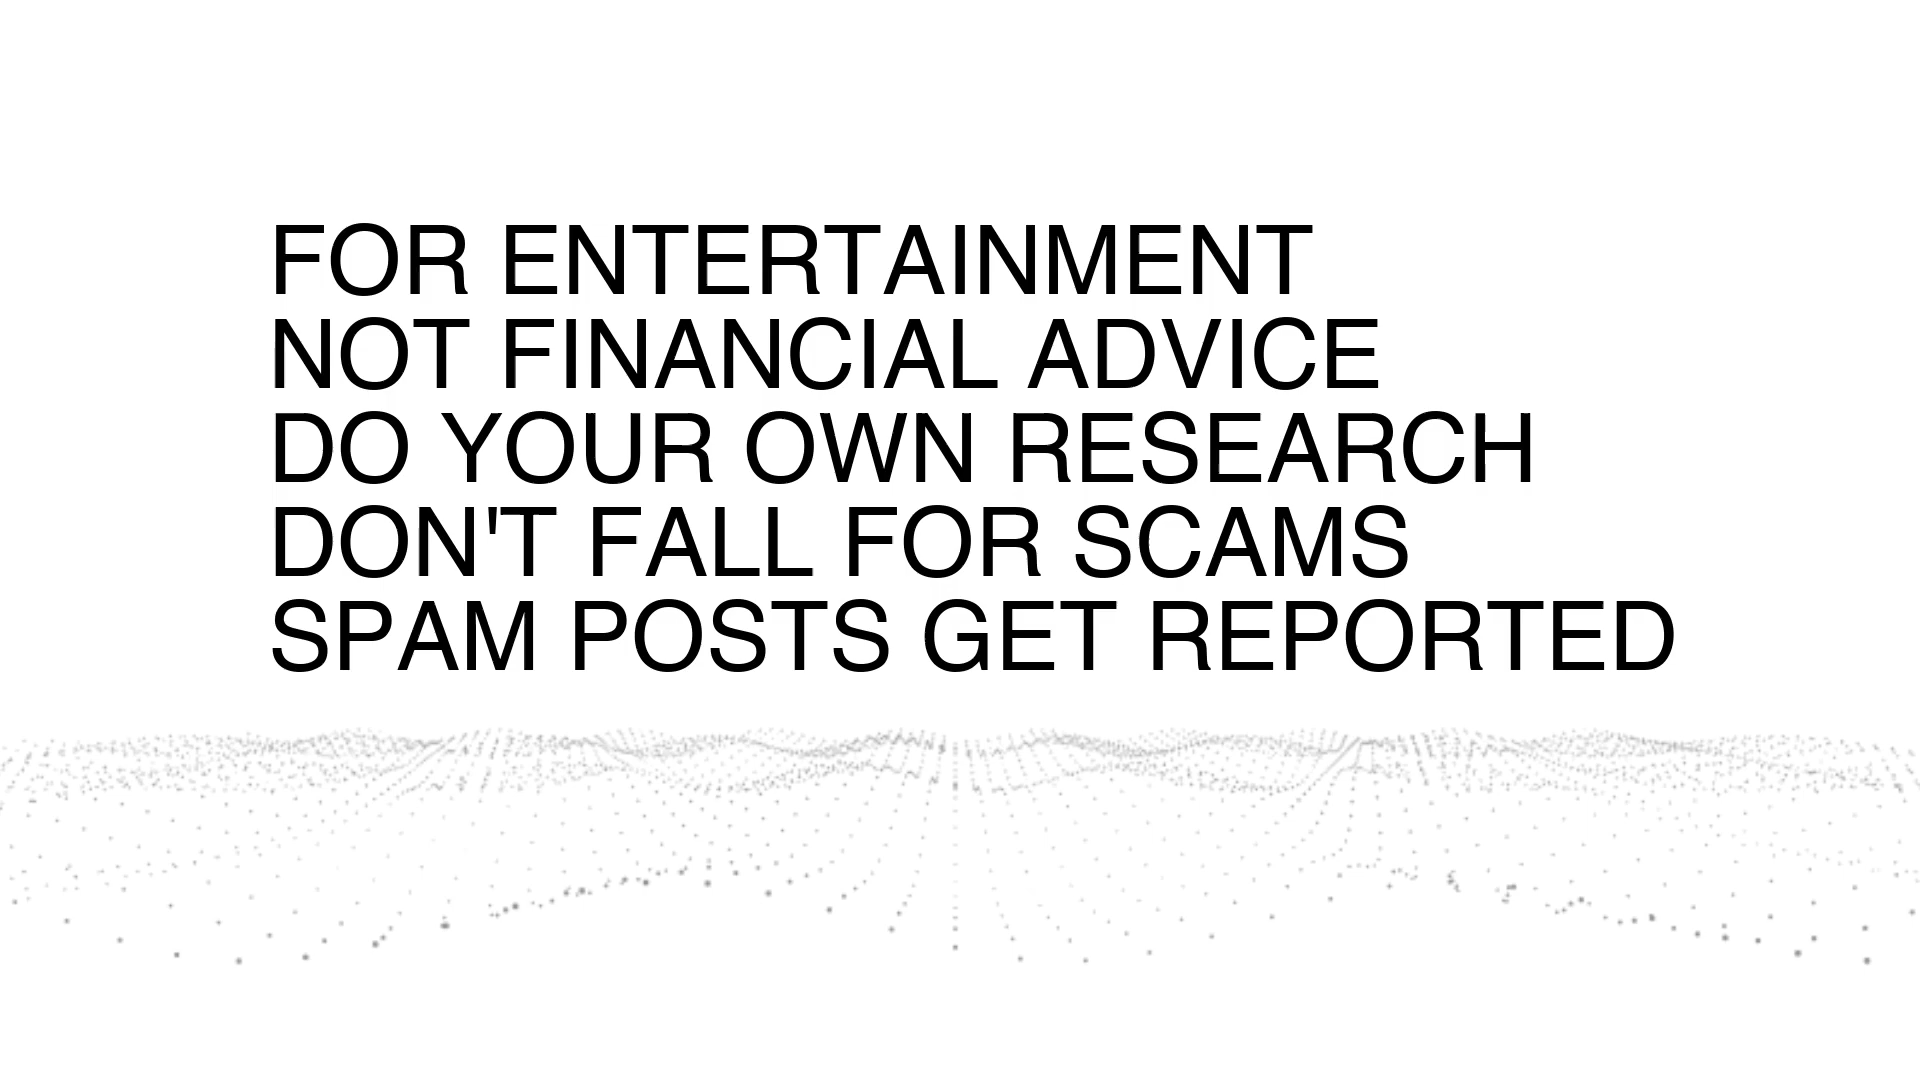 FOR ENTERTAINMENT
NOT FINANCIAL ADVICE
DO YOUR OWN RESEARCH
DON'T FALL FOR SCAMS
SPAM POSTS GET REPORTED